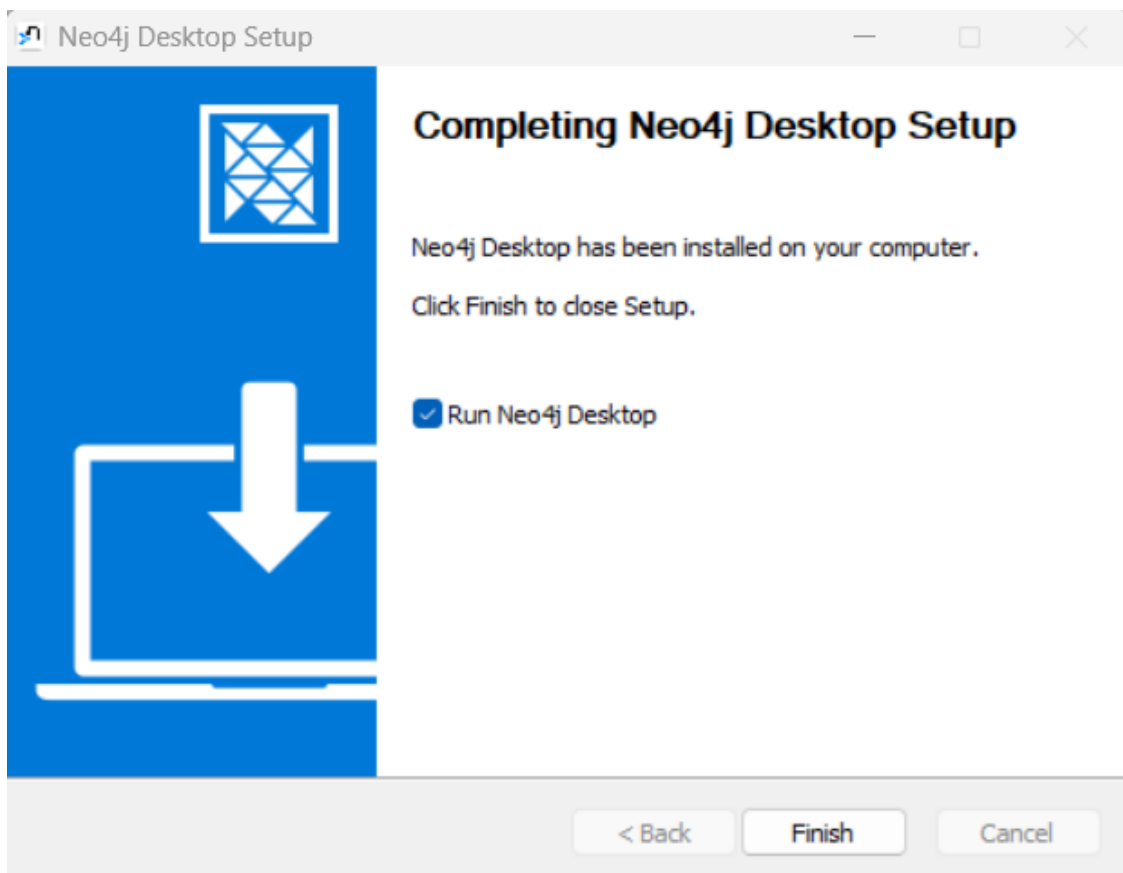 Neo4j Desktop Setup
Completing Neo4j Desktop Setup
Neo4j Desktop has been installed on your computer.
Click Finish to close Setup.
Run Neo4j Desktop
< Back Finish Cancel